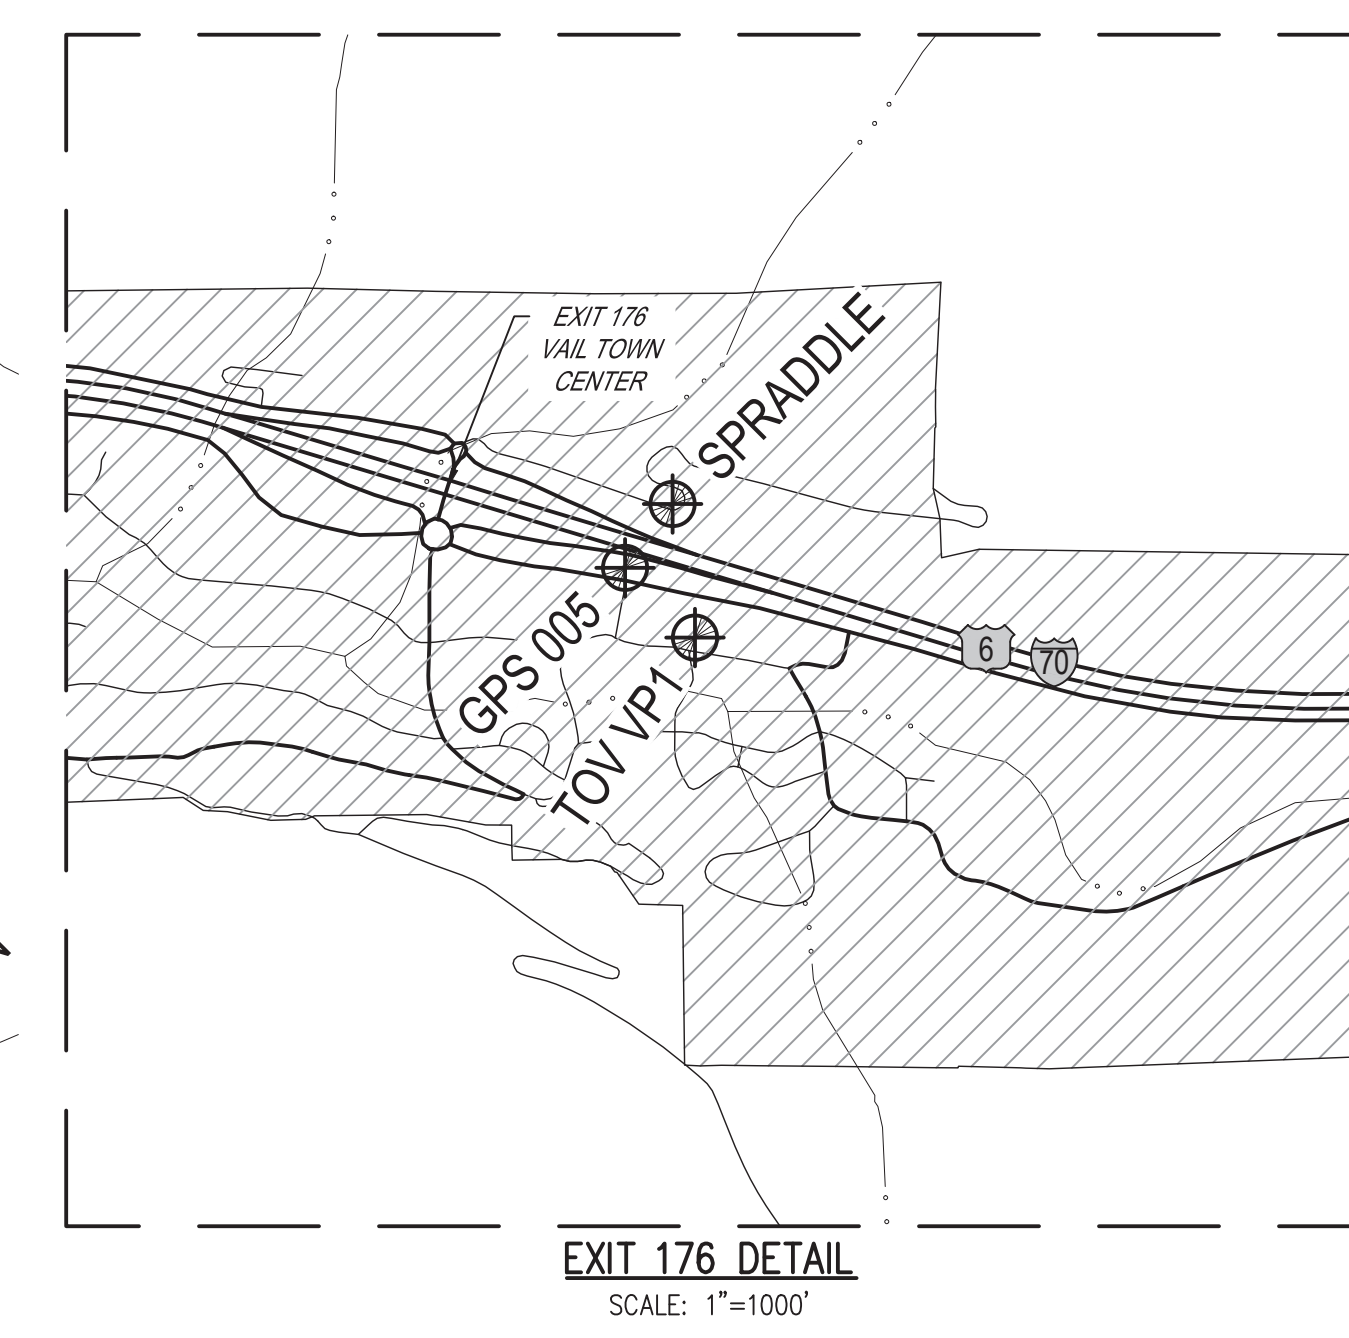 EXIT 176
VAIL TOWN
CENTER
SPRADDLE
GPS 005
TOV VP1
6
70
EXIT 176 DETAIL
SCALE: 1"=1000'